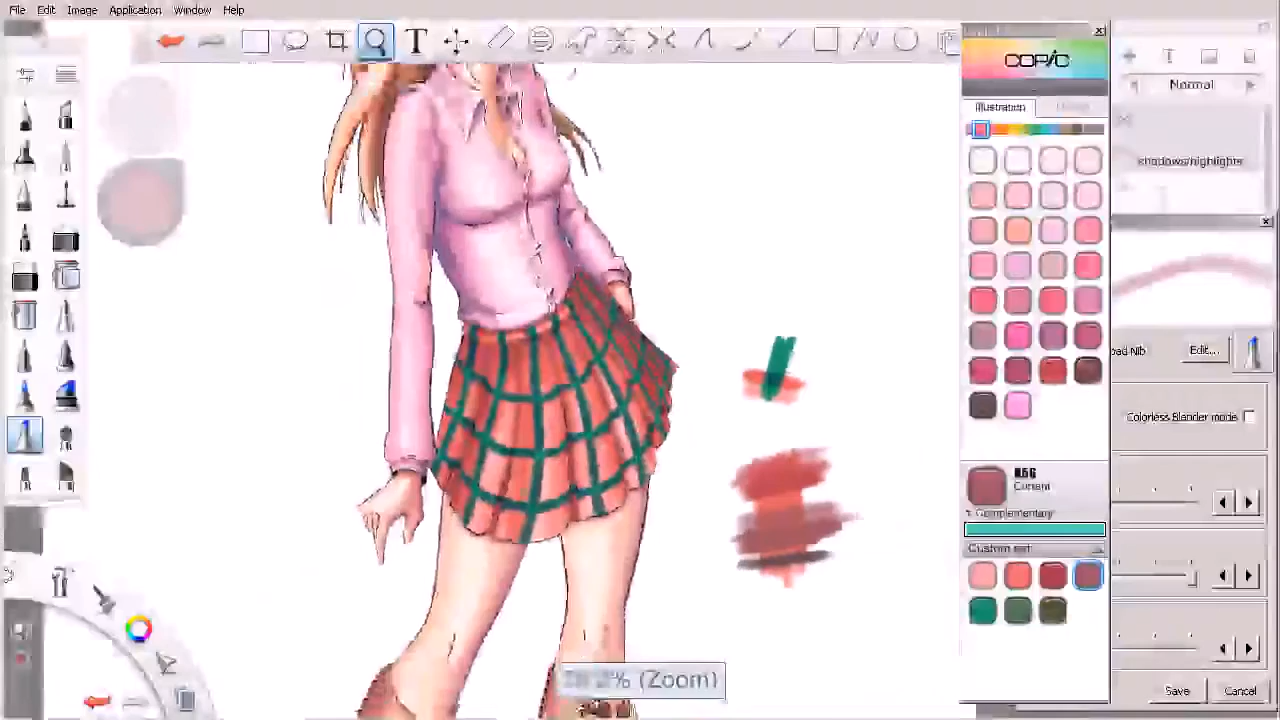 File Edit Image Application Window Help
T
COPIC
Normal
Illustration
shadows/highlights
Edit...
Colorless Blender mode
Current
Complementary
Custom set
% (Zoom)
Save Cancel